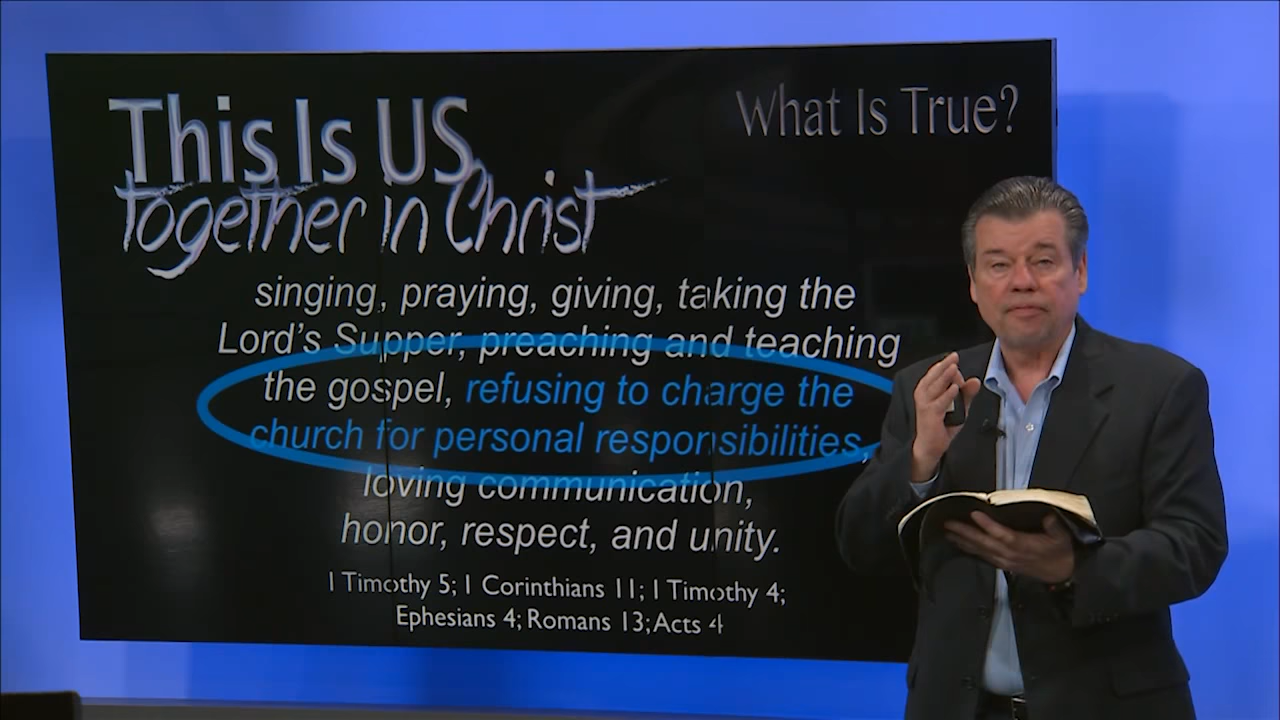 This Is US
together in Christ
What Is True?
singing, praying, giving, taking the
Lord's Supper, preaching and teaching
the gospel, refusing to charge the
church for personal responsibilities,
loving communication,
honor, respect, and unity.
1 Timothy 5; 1 Corinthians 11; 1 Timothy 4;
Ephesians 4; Romans 13; Acts 4